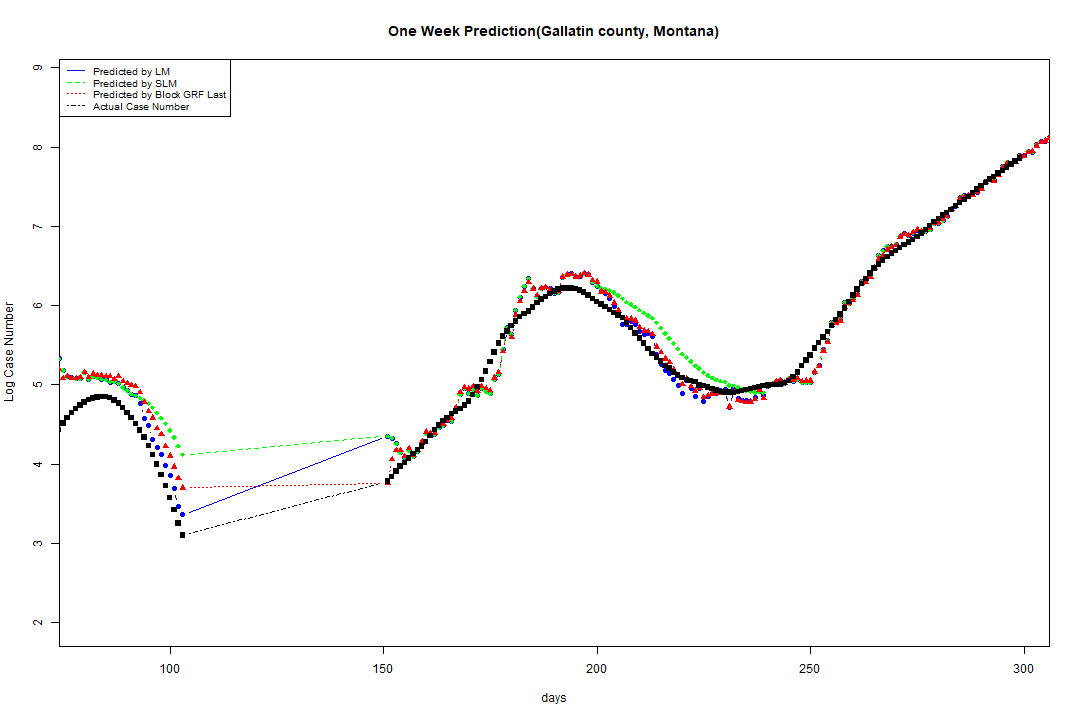 One Week Prediction(Gallatin county, Montana)
Predicted by LM
Predicted by SLM
Predicted by Block GRF Last
Actual Case Number
9
8
7
6
5
4
3
2
Log Case Number
100 150 200 250 300
days